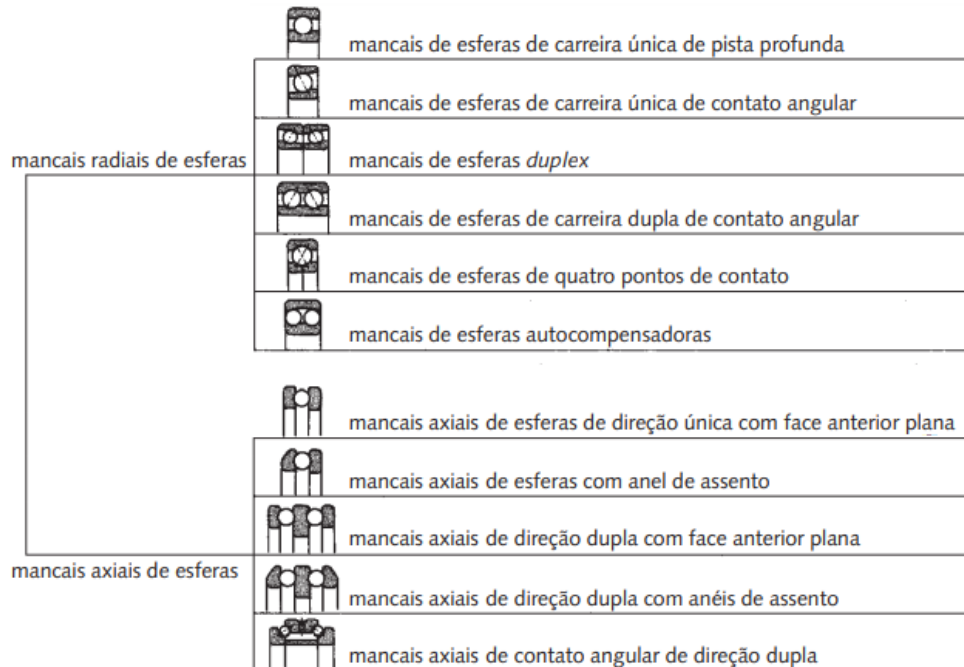 mancais de esferas de carreira única de pista profunda
mancais de esferas de carreira única de contato angular
mancais radiais de esferas
mancais de esferas duplex
mancais de esferas de carreira dupla de contato angular
mancais de esferas de quatro pontos de contato
mancais de esferas autocompensadoras
mancais axiais de esferas de direção única com face anterior plana
mancais axiais de esferas com anel de assento
mancais axiais de direção dupla com face anterior plana
mancais axiais de esferas
mancais axiais de direção dupla com anéis de assento
mancais axiais de contato angular de direção dupla